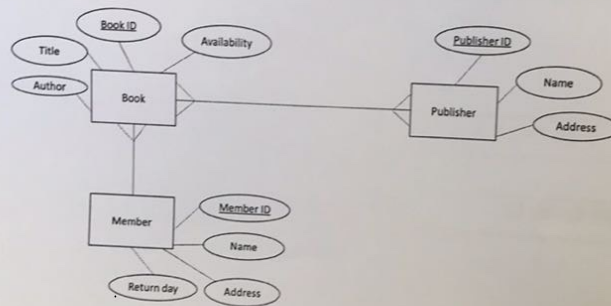 Book ID
Title
Availability
Author
Book
Publisher ID
Name
Publisher
Address
Member ID
Member
Name
Return day
Address